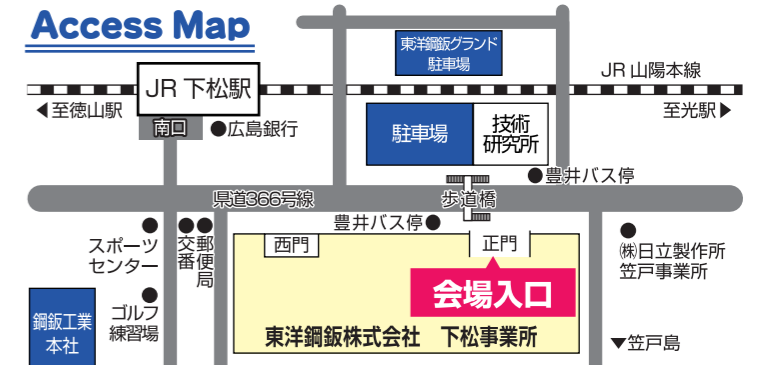 Access Map
東洋鋼鈑グランド
駐車場
JR 山陽本線
JR 下松駅
◀至徳山駅
至光駅▶
南口
●広島銀行
駐車場
技術
研究所
●豊井バス停
県道366号線
歩道橋
豊井バス停●
スポーツ
センター
交番
郵便局
西門
正門
㈱日立製作所
笠戸事業所
会場入口
ゴルフ
練習場
鋼鈑工業
本社
東洋鋼鈑株式会社 下松事業所
▼笠戸島